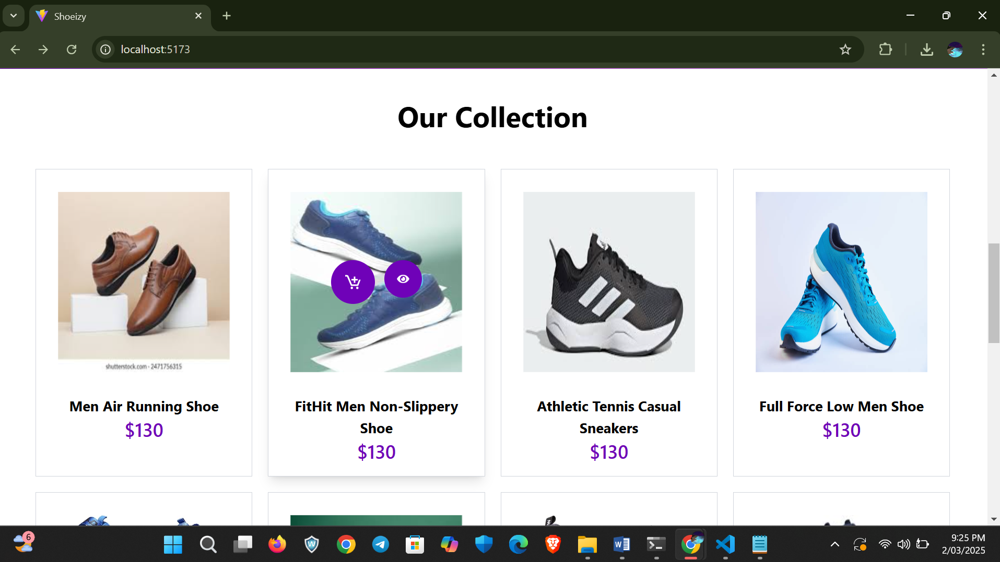 Shoeizy
localhost:5173
Our Collection
shutterstock.com · 2471756315
Men Air Running Shoe
$130
FitHit Men Non-Slippery
Shoe
$130
Athletic Tennis Casual
Sneakers
$130
Full Force Low Men Shoe
$130
6
9:25 PM
2/03/2025